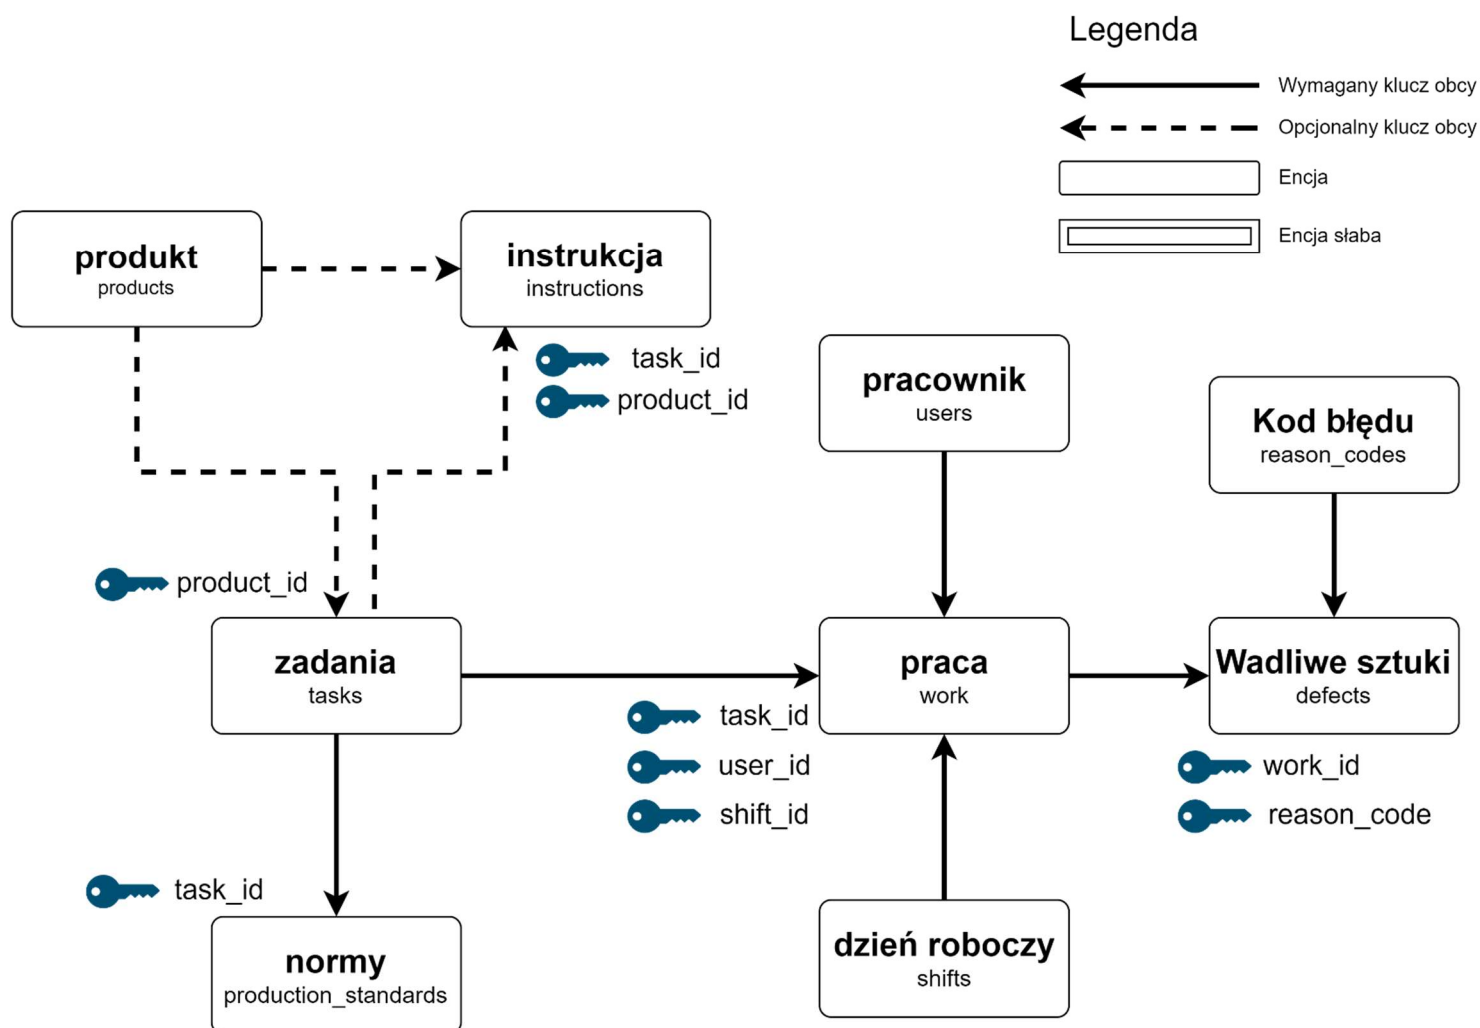 Legenda
Wymagany klucz obcy
Opcjonalny klucz obcy
Encja
Encja słaba
produkt
products
instrukcja
instructions
task_id
product_id
pracownik
users
Kod błędu
reason_codes
product_id
zadania
tasks
praca
work
Wadliwe sztuki
defects
task_id
user_id
shift_id
work_id
reason_code
task_id
normy
production_standards
dzień roboczy
shifts